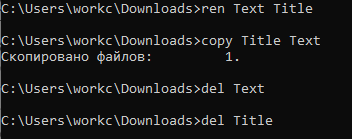 C:\Users\workc\Downloads>ren Text Title
C:\Users\workc\Downloads>copy Title Text
Скопировано файлов:         1.
C:\Users\workc\Downloads>del Text
C:\Users\workc\Downloads>del Title